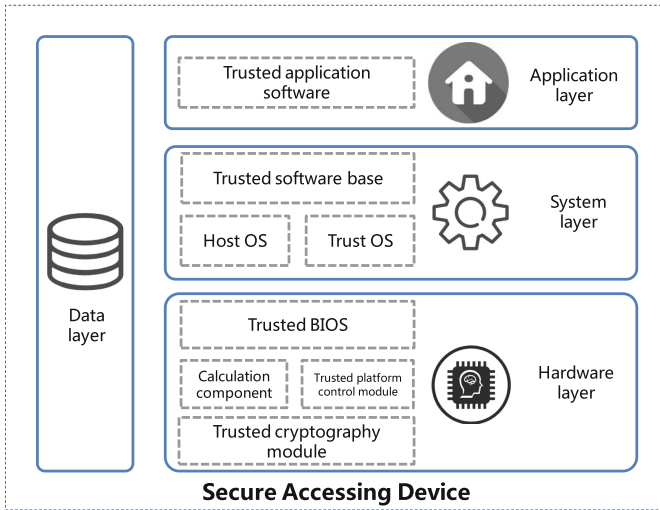 Data
layer
Trusted application
software
Application
layer
Trusted software base
Host OS
Trust OS
System
layer
Trusted BIOS
Calculation
component
Trusted platform
control module
Trusted cryptography
module
Hardware
layer
Secure Accessing Device